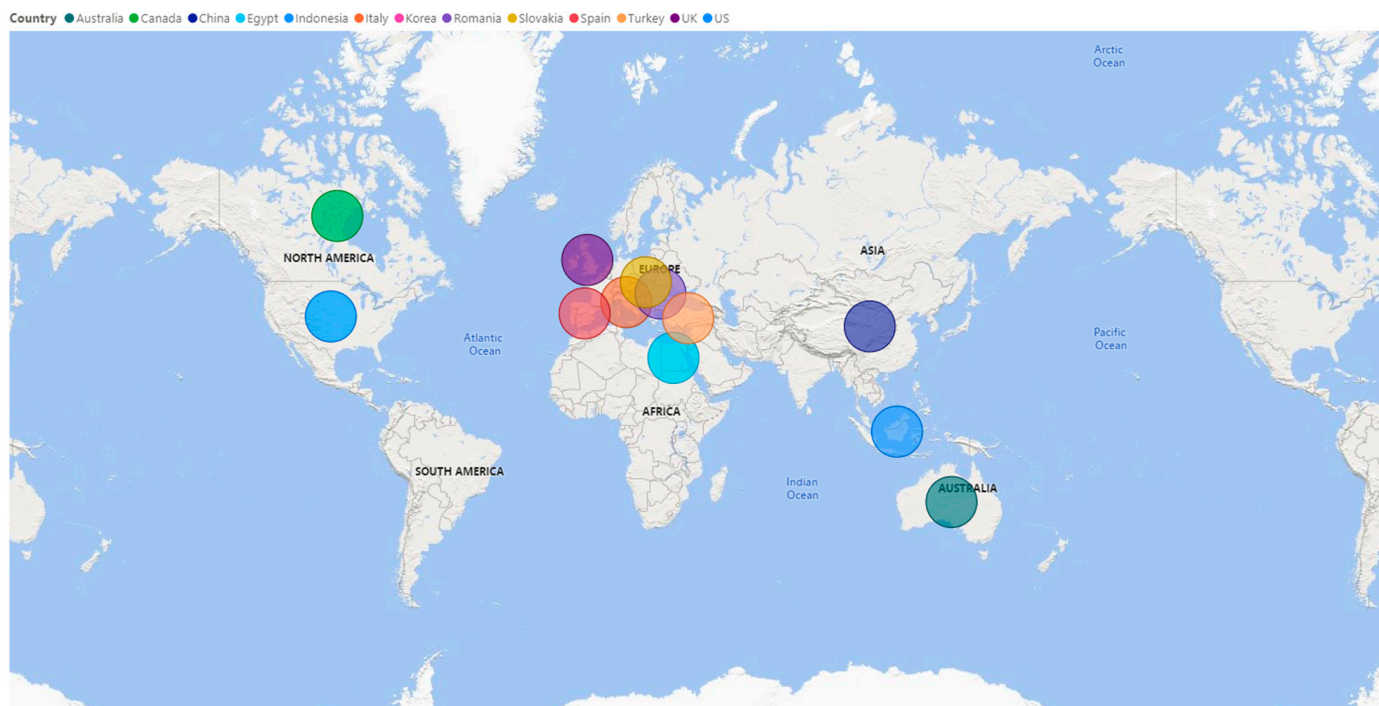 Country Australia Canada China Egypt Indonesia Italy Korea Romania Slovakia Spain Turkey UK US
Arctic
Ocean
NORTH AMERICA
EUROPE
ASIA
Atlantic
Ocean
Pacific
Ocean
AFRICA
SOUTH AMERICA
Indian
Ocean
AUSTRALIA